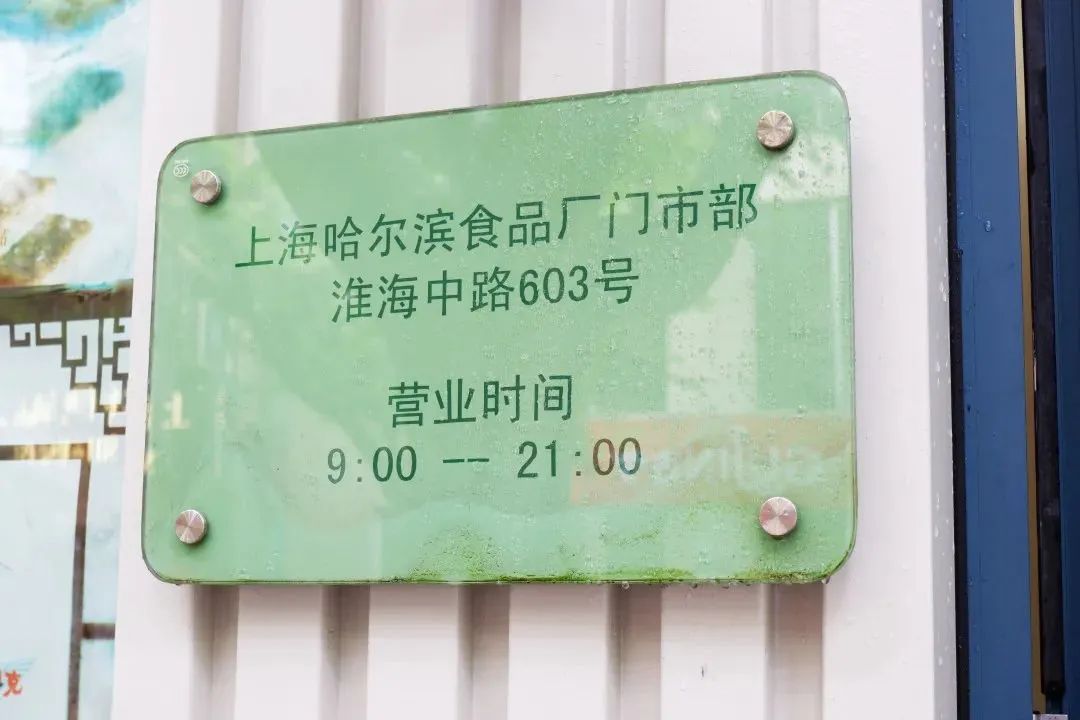 上海哈尔滨食品厂门市部
淮海中路603号
营业时间
9:00 -- 21:00
克